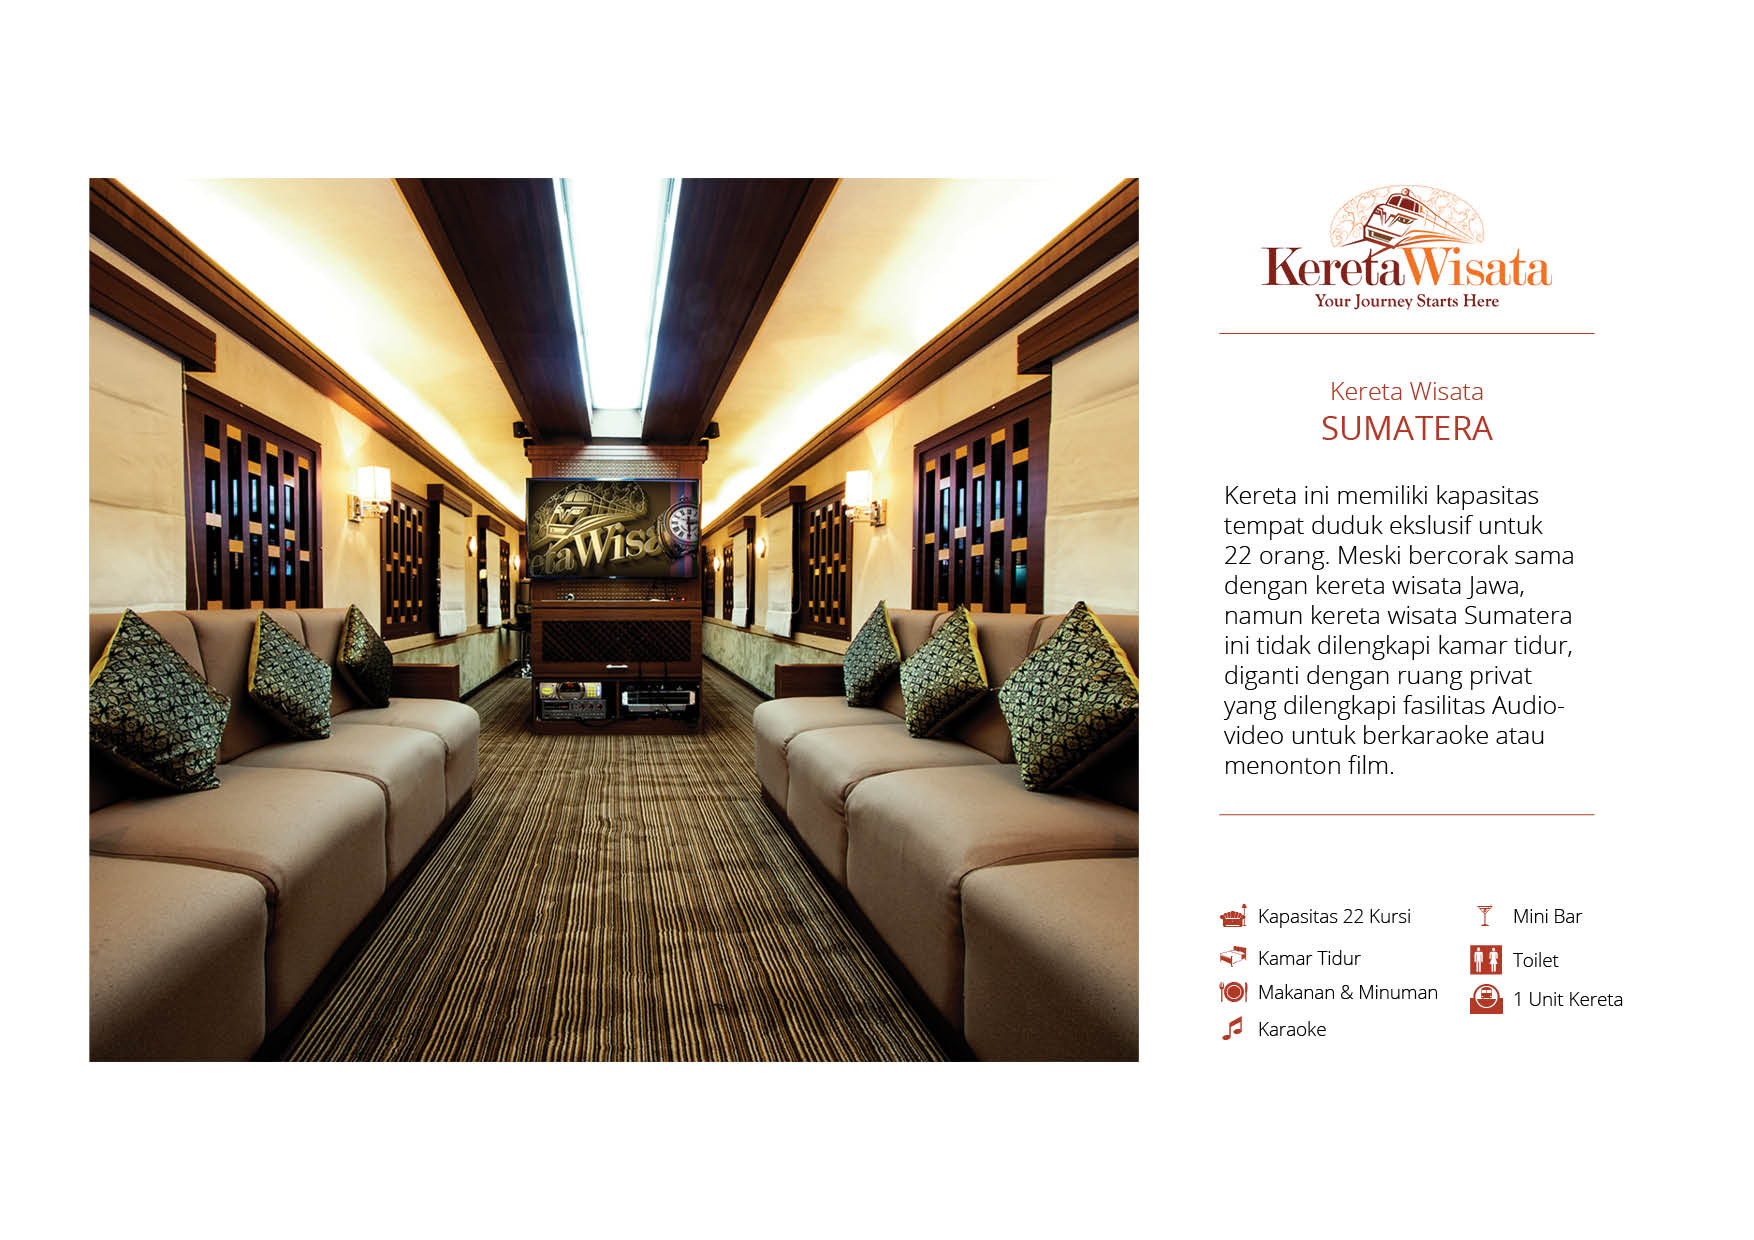 etaWisa
KeretaWisata
Your Journey Starts Here
Kereta Wisata
SUMATERA
Kereta ini memiliki kapasitas
tempat duduk ekslusif untuk
22 orang. Meski bercorak sama
dengan kereta wisata Jawa,
namun kereta wisata Sumatera
ini tidak dilengkapi kamar tidur,
diganti dengan ruang privat
yang dilengkapi fasilitas Audio-
video untuk berkaraoke atau
menonton film.
Kapasitas 22 Kursi
Kamar Tidur
Makanan & Minuman
Karaoke
Mini Bar
Toilet
1 Unit Kereta